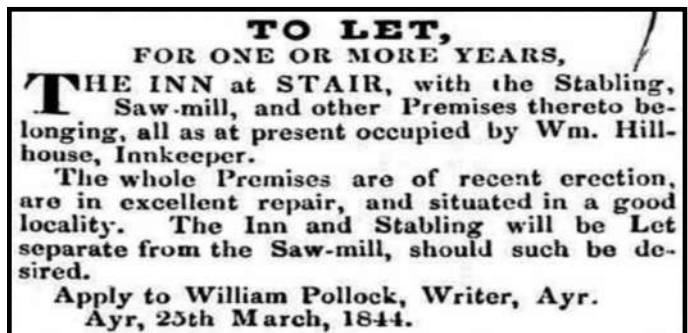 TO LET,
FOR ONE OR MORE YEARS,
THE INN at STAIR, with the Stabling,
Saw-mill, and other Premises thereto be-
longing, all as at present occupied by Wm. Hill-
house, Innkeeper.
The whole Premises are of recent erection,
are in excellent repair, and situated in a good
locality. The Inn and Stabling will be Let
separate from the Saw-mill, should such be de-
sired.
Apply to William Pollock, Writer, Ayr.
Ayr, 25th March, 1844.